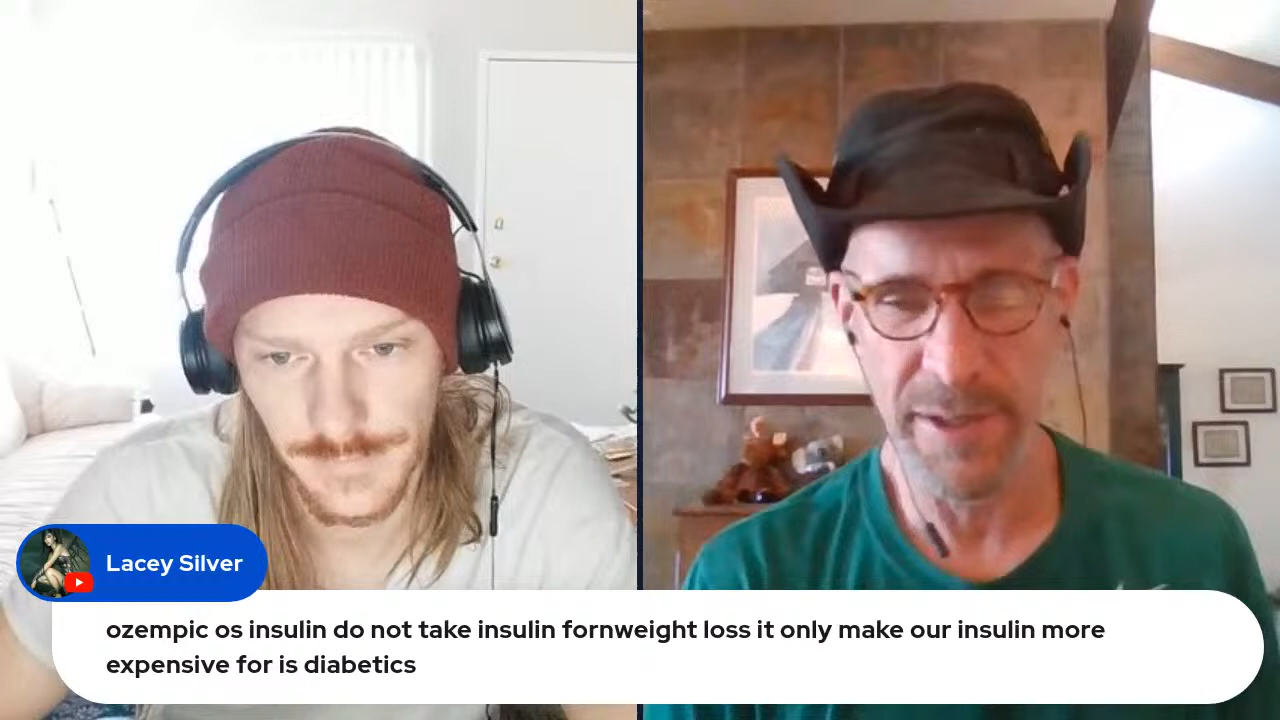 Lacey Silver
ozempic os insulin do not take insulin fornweight loss it only make our insulin more
expensive for is diabetics